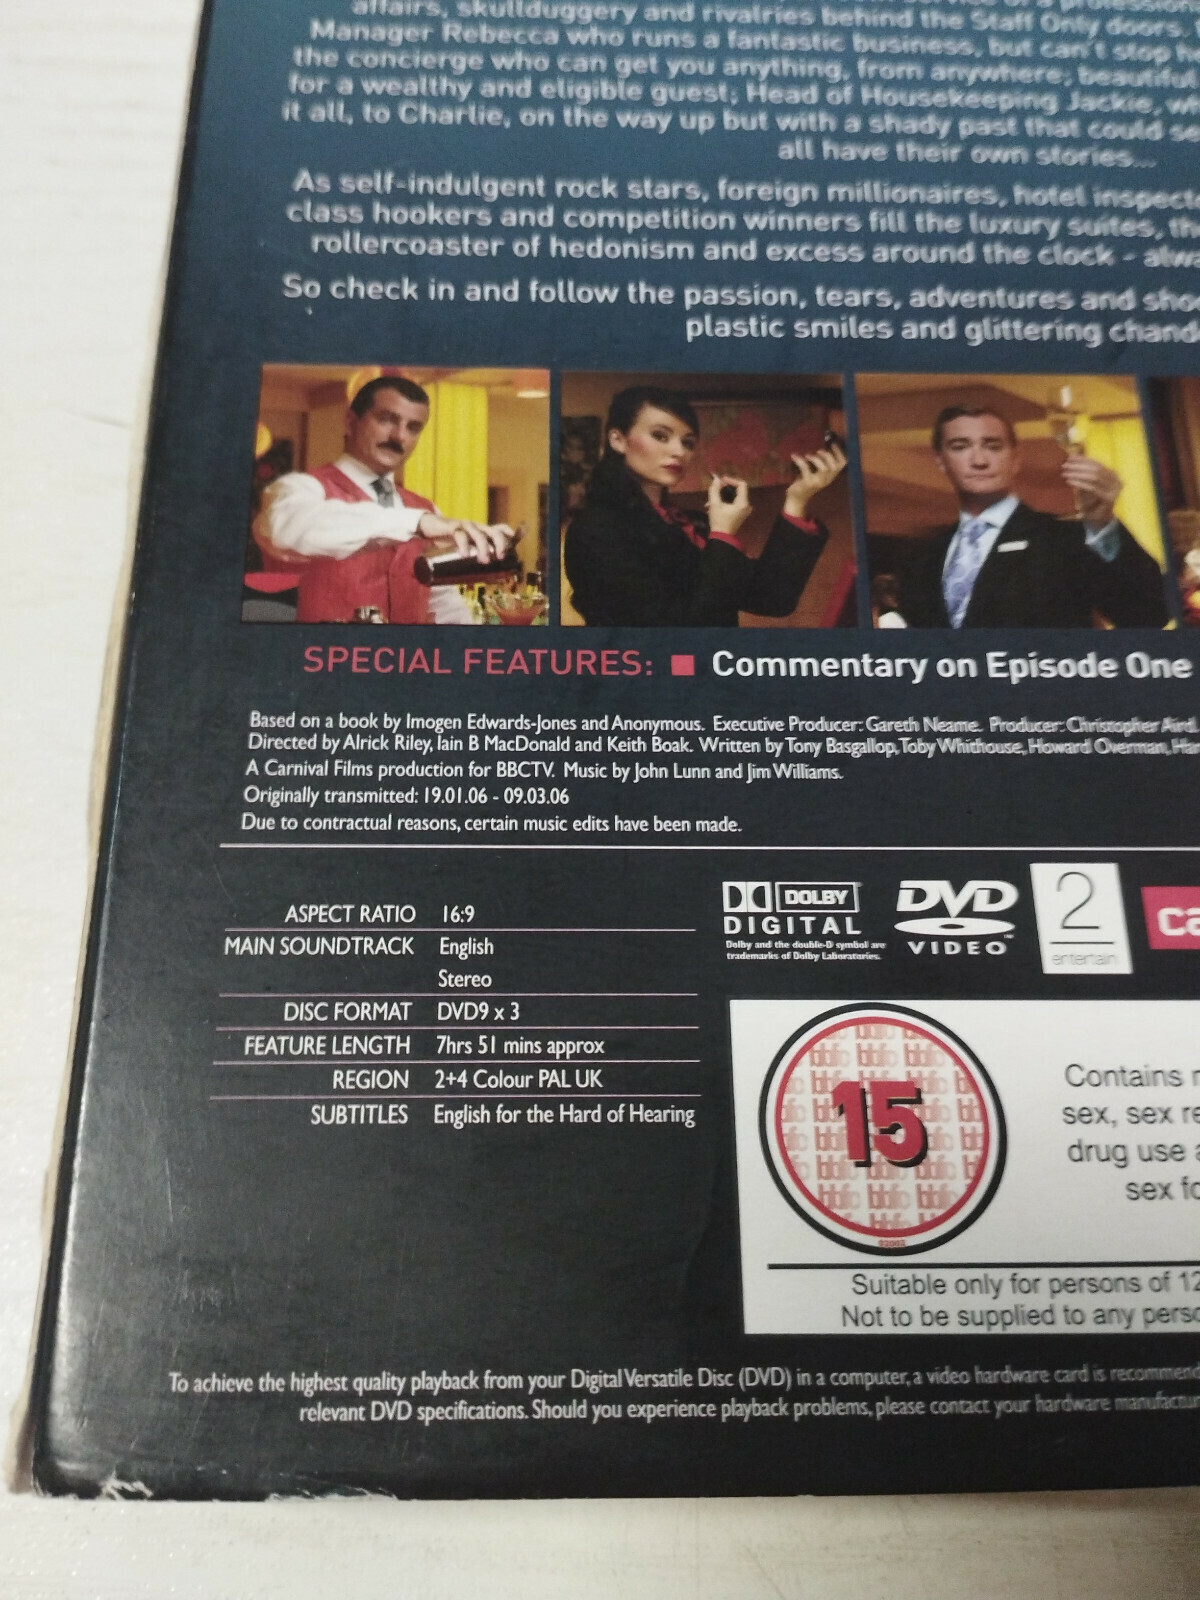 affairs, skullduggery and rivalries behind the Staff Only doors.
Manager Rebecca who runs a fantastic business, but can't stop
the concierge who can get you anything, from anywhere; beautiful
for a wealthy and eligible guest; Head of Housekeeping Jackie,
it all, to Charlie, on the way up but with a shady past that could
all have their own stories...
As self-indulgent rock stars, foreign millionaires, hotel
class hookers and competition winners fill the luxury suites,
rollercoaster of hedonism and excess around the clock -
So check in and follow the passion, tears, adventures and
plastic smiles and glittering
SPECIAL FEATURES: ■ Commentary on Episode One
Based on a book by Imogen Edwards-Jones and Anonymous. Executive Producer: Gareth Neame. Producer: Christopher Aird.
Directed by Alrick Riley, Iain B MacDonald and Keith Boak. Written by Tony Basgallop, Toby Whithouse, Howard Overman,
A Carnival Films production for BBCTV. Music by John Lunn and Jim Williams.
Originally transmitted: 19.01.06 - 09.03.06
Due to contractual reasons, certain music edits have been made.
ASPECT RATIO 16:9
MAIN SOUNDTRACK English
Stereo
DISC FORMAT DVD9 x 3
FEATURE LENGTH 7hrs 51 mins approx
REGION 2+4 Colour PAL UK
SUBTITLES English for the Hard of Hearing
DOLBY
DIGITAL
Dolby and the double-D symbol are
trademarks of Dolby Laboratories.
DVD
VIDEO
™
2
entertain
ca
15
bbfc
Contains
sex, sex
drug use
sex
Suitable only for persons of
Not to be supplied to any
To achieve the highest quality playback from your Digital Versatile Disc (DVD) in a computer, a video hardware card is
relevant DVD specifications. Should you experience playback problems, please contact your hardware